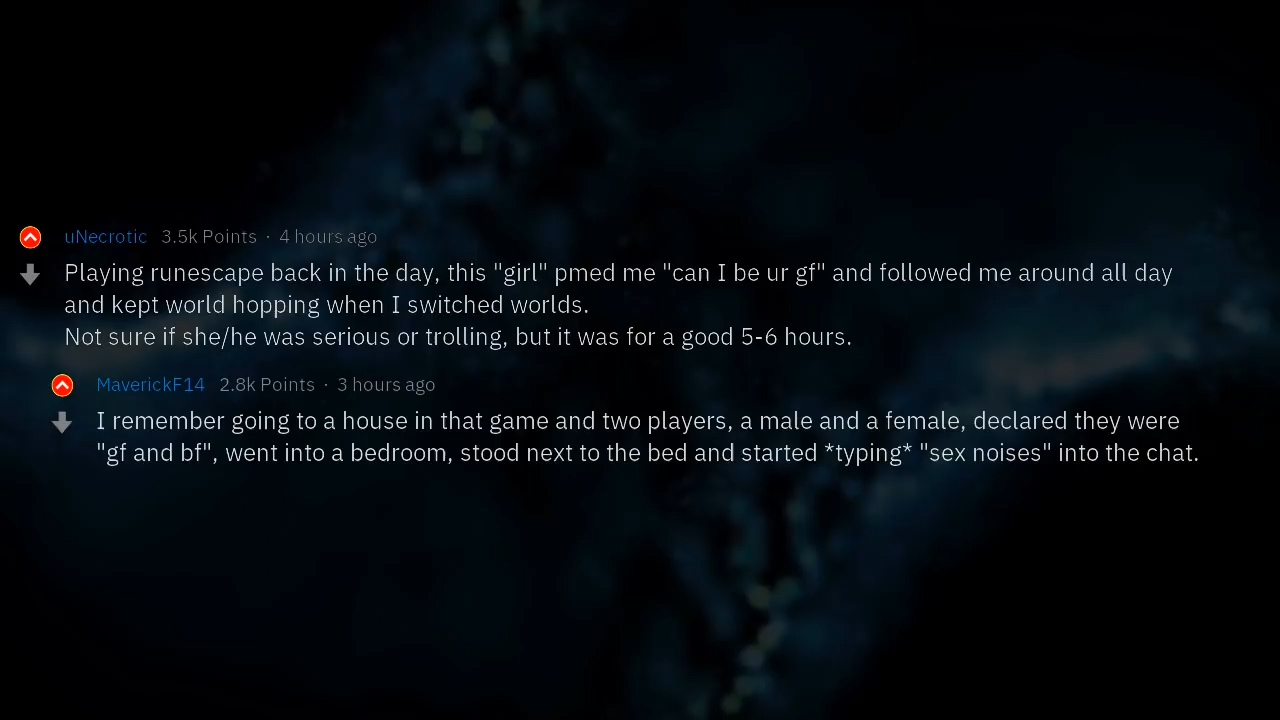 uNecrotic 3.5k Points · 4 hours ago
Playing runescape back in the day, this "girl" pmed me "can I be ur gf" and followed me around all day
and kept world hopping when I switched worlds.
Not sure if she/he was serious or trolling, but it was for a good 5-6 hours.
MaverickF14 2.8k Points · 3 hours ago
I remember going to a house in that game and two players, a male and a female, declared they were
"gf and bf", went into a bedroom, stood next to the bed and started *typing* "sex noises" into the chat.